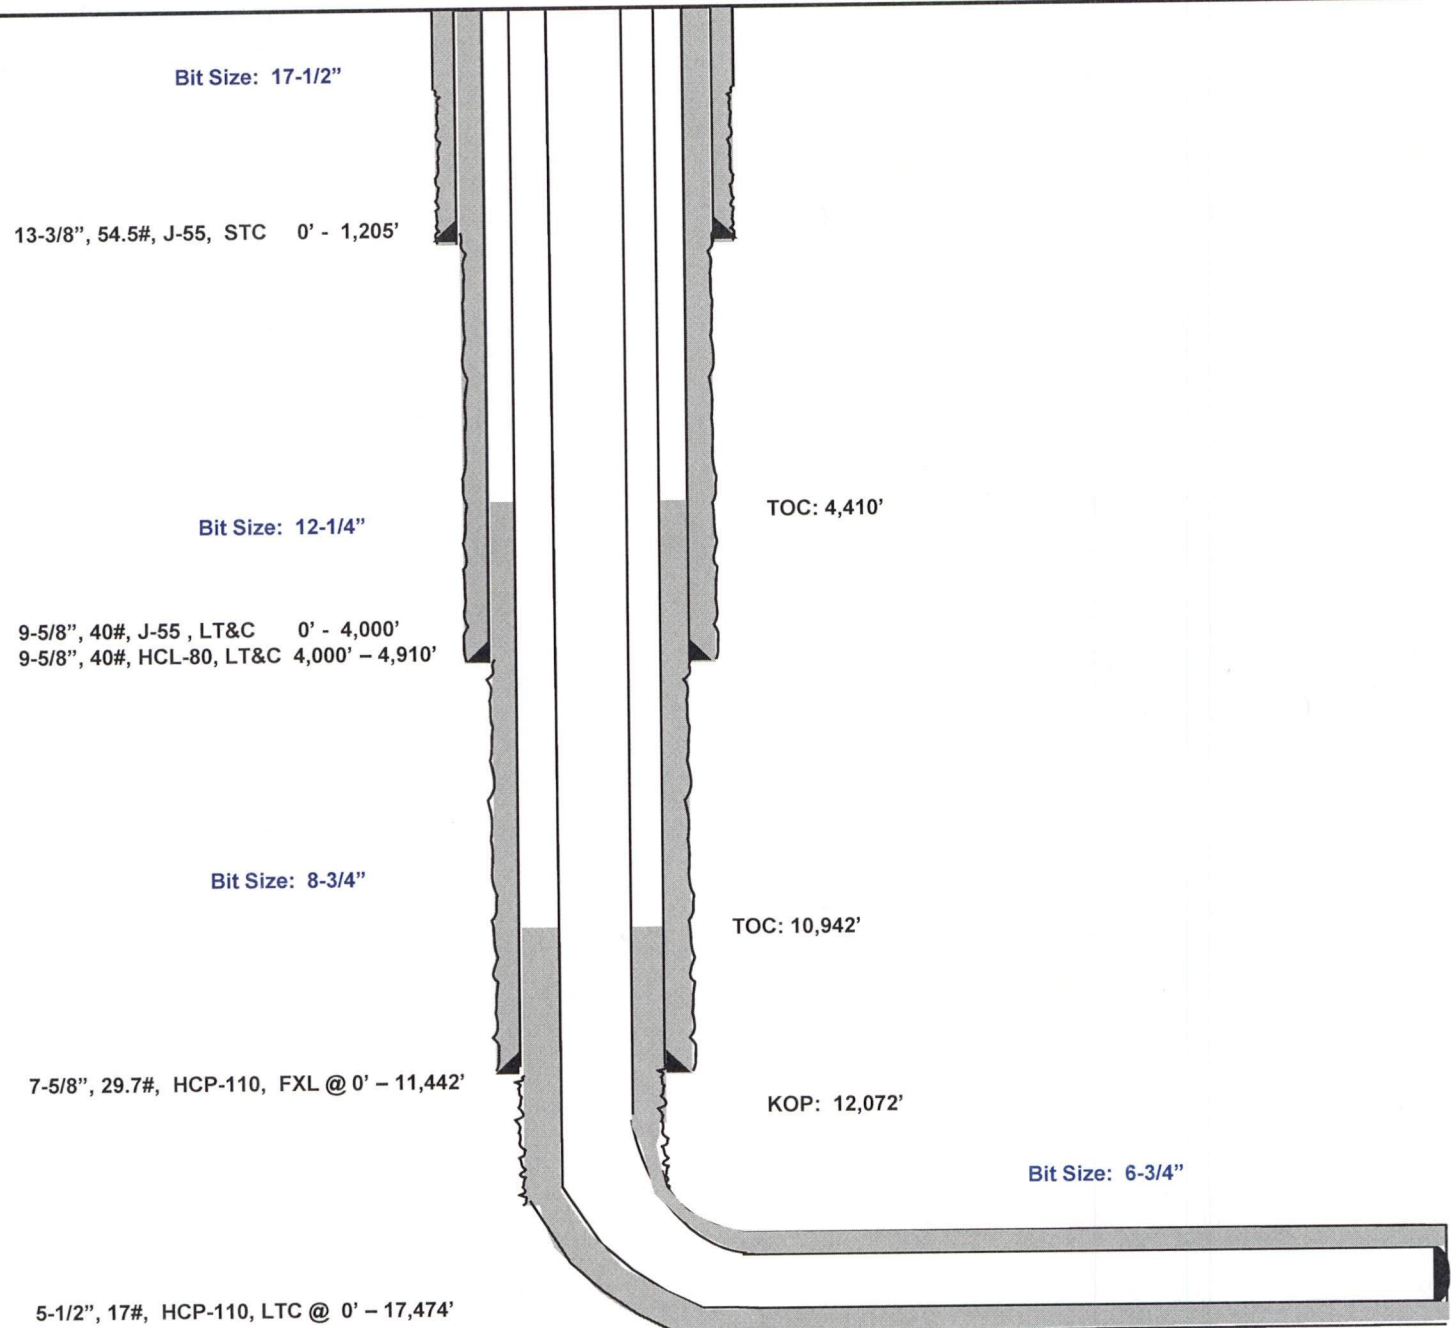 Bit Size: 17-1/2”
13-3/8”, 54.5#, J-55, STC 0’ - 1,205’
TOC: 4,410’
Bit Size: 12-1/4”
9-5/8”, 40#, J-55 , LT&C 0’ - 4,000’
9-5/8”, 40#, HCL-80, LT&C 4,000’ – 4,910’
Bit Size: 8-3/4”
TOC: 10,942’
7-5/8”, 29.7#, HCP-110, FXL @ 0’ – 11,442’
KOP: 12,072’
Bit Size: 6-3/4”
5-1/2”, 17#, HCP-110, LTC @ 0’ – 17,474’